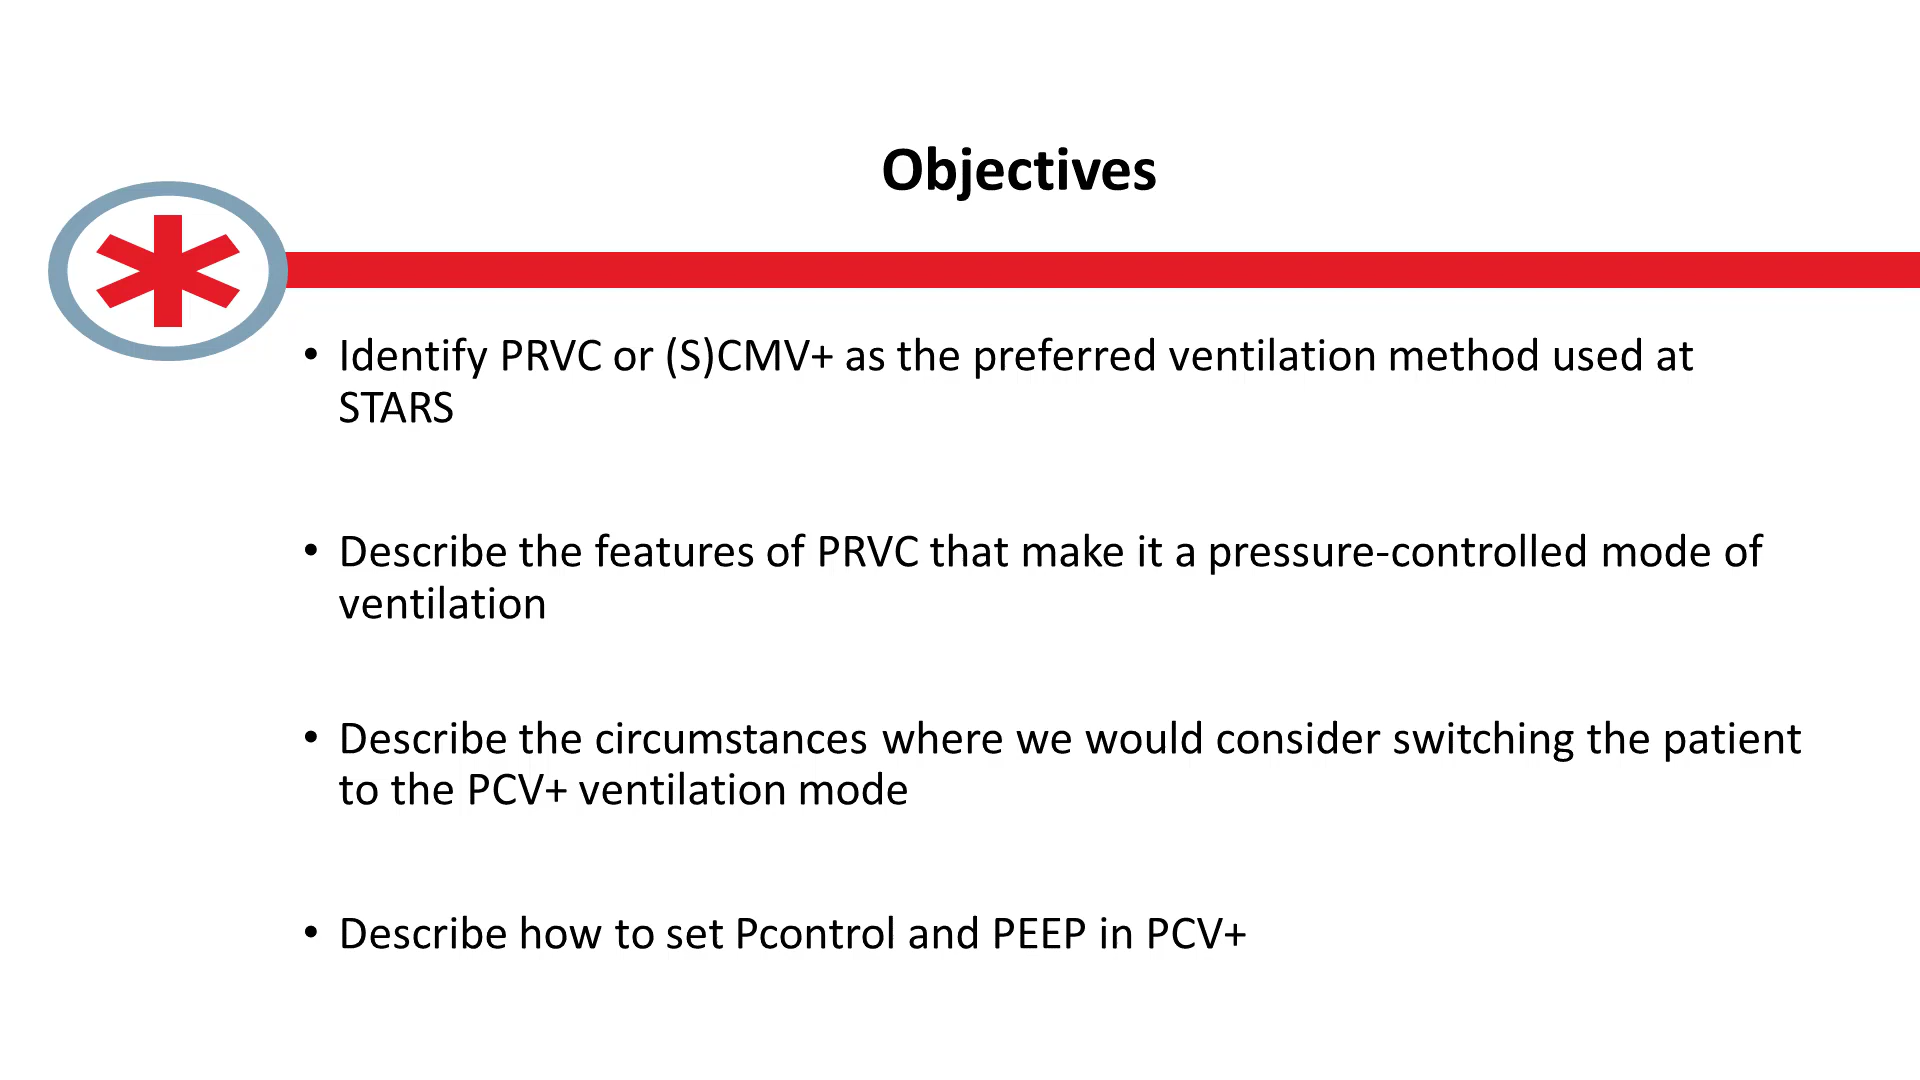 Objectives
• Identify PRVC or (S)CMV+ as the preferred ventilation method used at
STARS
• Describe the features of PRVC that make it a pressure-controlled mode of
ventilation
• Describe the circumstances where we would consider switching the patient
to the PCV+ ventilation mode
• Describe how to set Pcontrol and PEEP in PCV+